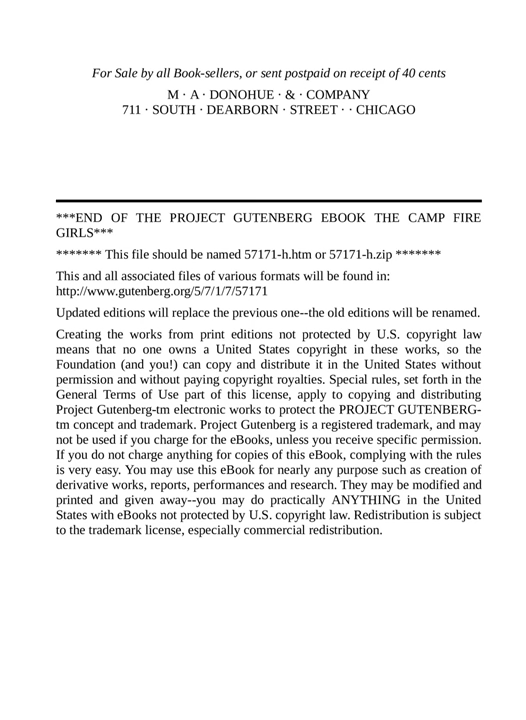 For Sale by all Book-sellers, or sent postpaid on receipt of 40 cents
M · A · DONOHUE · & · COMPANY
711 · SOUTH · DEARBORN · STREET · · CHICAGO
***END OF THE PROJECT GUTENBERG EBOOK THE CAMP FIRE
GIRLS***
******* This file should be named 57171-h.htm or 57171-h.zip *******
This and all associated files of various formats will be found in:
http://www.gutenberg.org/5/7/1/7/57171
Updated editions will replace the previous one--the old editions will be renamed.
Creating the works from print editions not protected by U.S. copyright law
means that no one owns a United States copyright in these works, so the
Foundation (and you!) can copy and distribute it in the United States without
permission and without paying copyright royalties. Special rules, set forth in the
General Terms of Use part of this license, apply to copying and distributing
Project Gutenberg-tm electronic works to protect the PROJECT GUTENBERG-
tm concept and trademark. Project Gutenberg is a registered trademark, and may
not be used if you charge for the eBooks, unless you receive specific permission.
If you do not charge anything for copies of this eBook, complying with the rules
is very easy. You may use this eBook for nearly any purpose such as creation of
derivative works, reports, performances and research. They may be modified and
printed and given away--you may do practically ANYTHING in the United
States with eBooks not protected by U.S. copyright law. Redistribution is subject
to the trademark license, especially commercial redistribution.